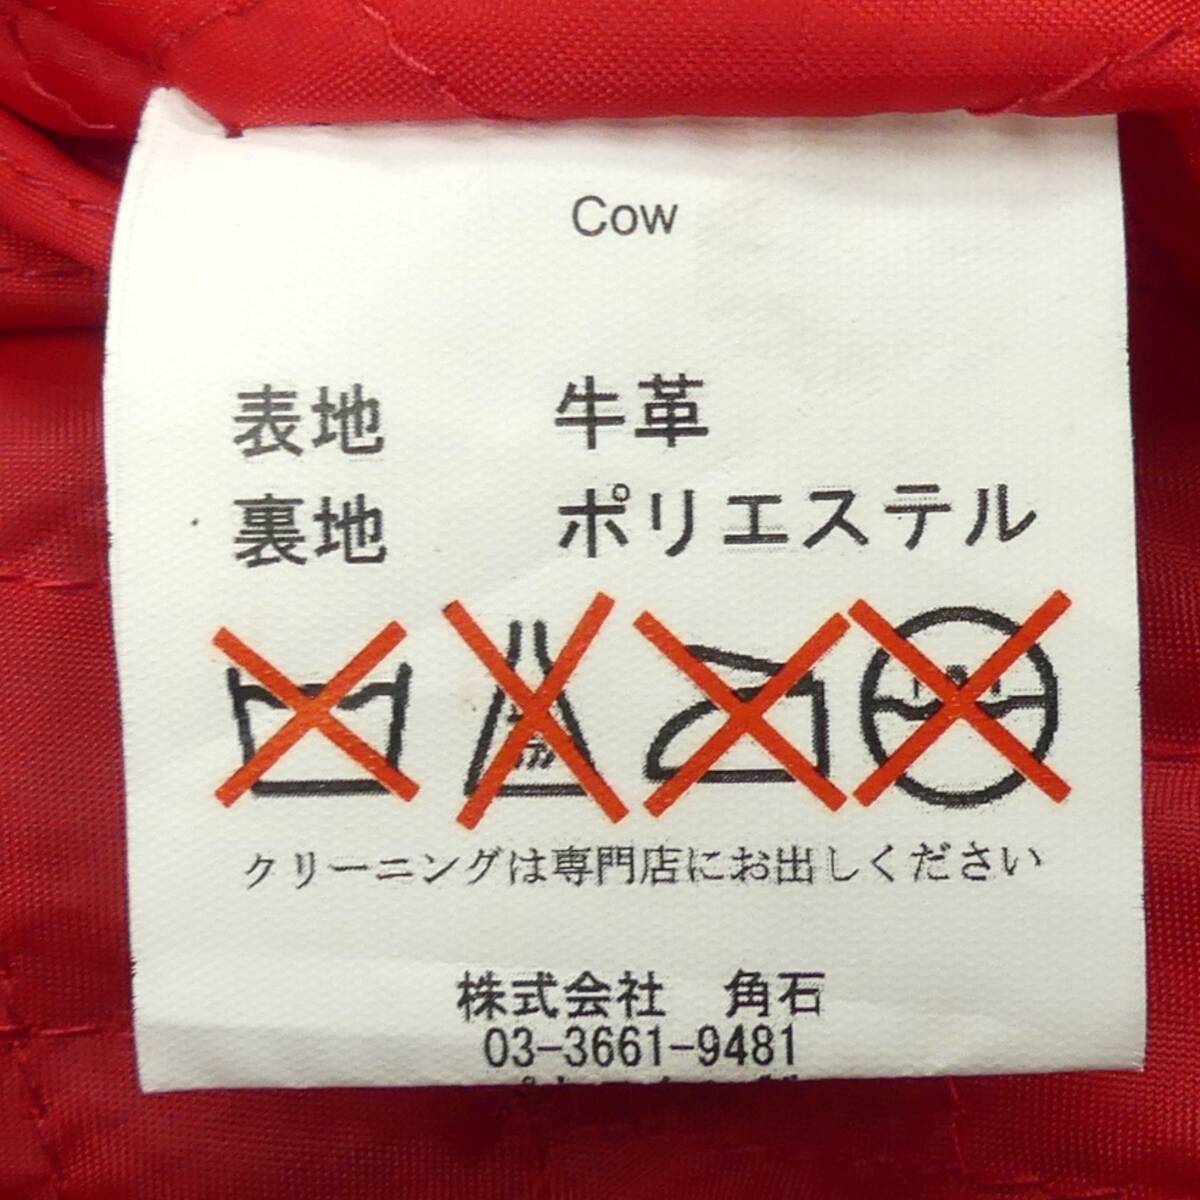 Cow
表地 牛革
裏地 ポリエステル
クリーニングは専門店にお出しください
株式会社 角石
03-3661-9481